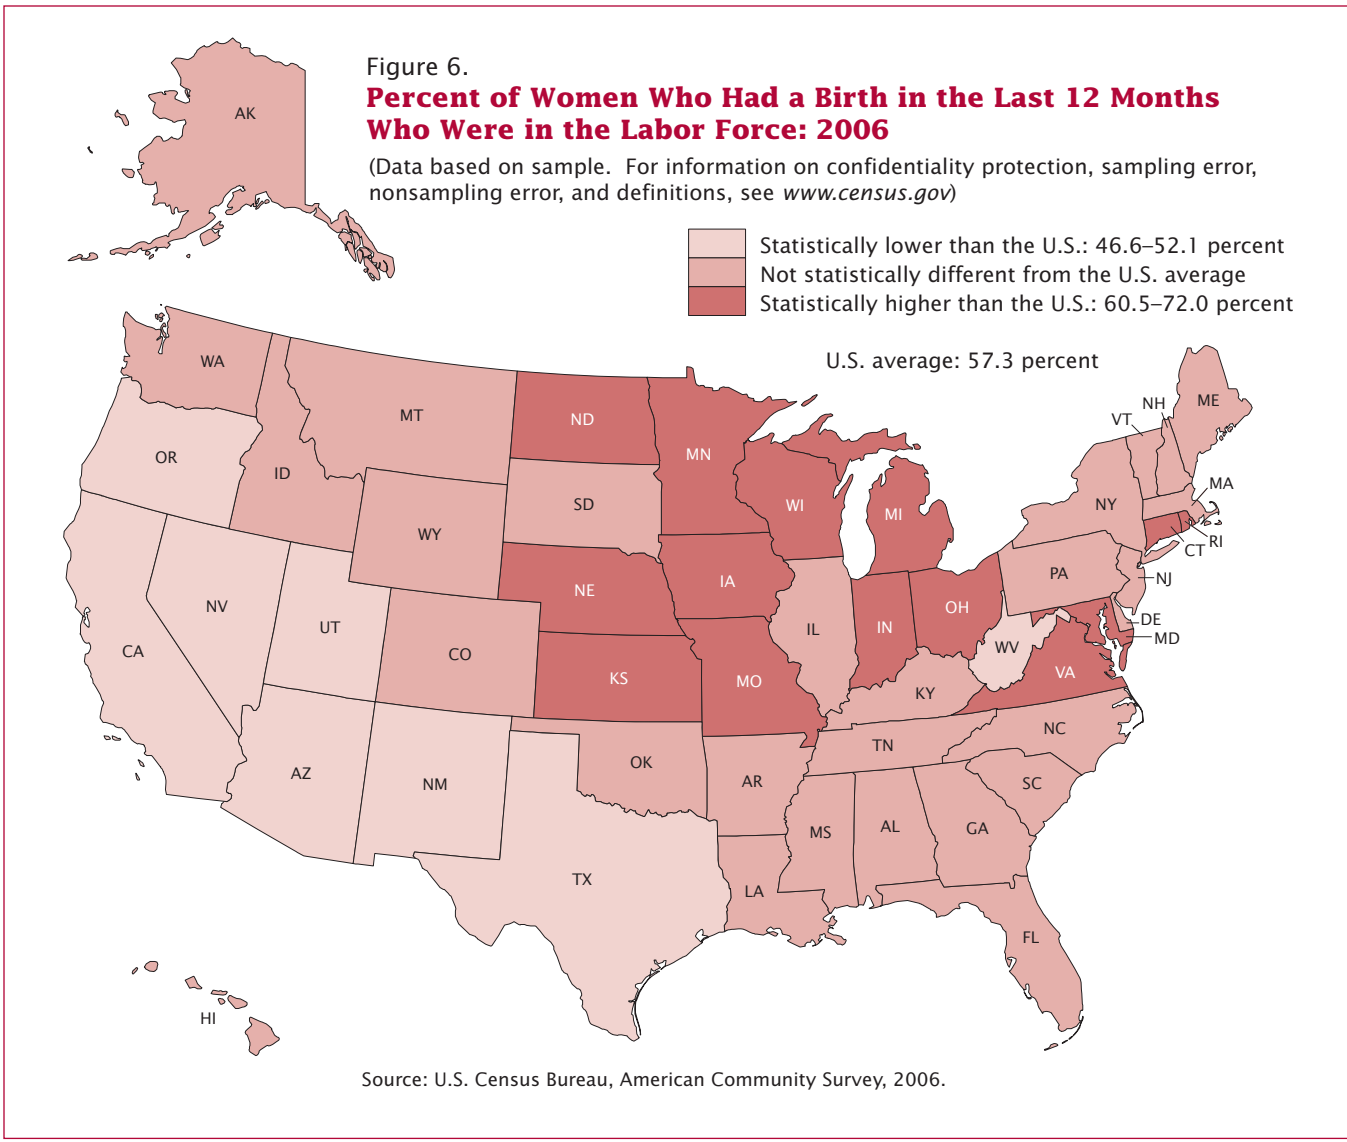 Figure 6.
Percent of Women Who Had a Birth in the Last 12 Months
Who Were in the Labor Force: 2006
(Data based on sample.  For information on confidentiality protection, sampling error,
nonsampling error, and definitions, see www.census.gov)
Statistically lower than the U.S.: 46.6–52.1 percent
Not statistically different from the U.S. average
Statistically higher than the U.S.: 60.5–72.0 percent
U.S. average: 57.3 percent
AK
WA
MT
ND
MN
VT
NH
ME
OR
ID
SD
WI
MI
NY
MA
WY
RI
CT
NV
UT
NE
IA
PA
NJ
CA
CO
KS
MO
IL
IN
OH
WV
VA
DE
MD
KY
AZ
NM
OK
AR
TN
NC
SC
MS
AL
GA
TX
LA
FL
HI
Source: U.S. Census Bureau, American Community Survey, 2006.